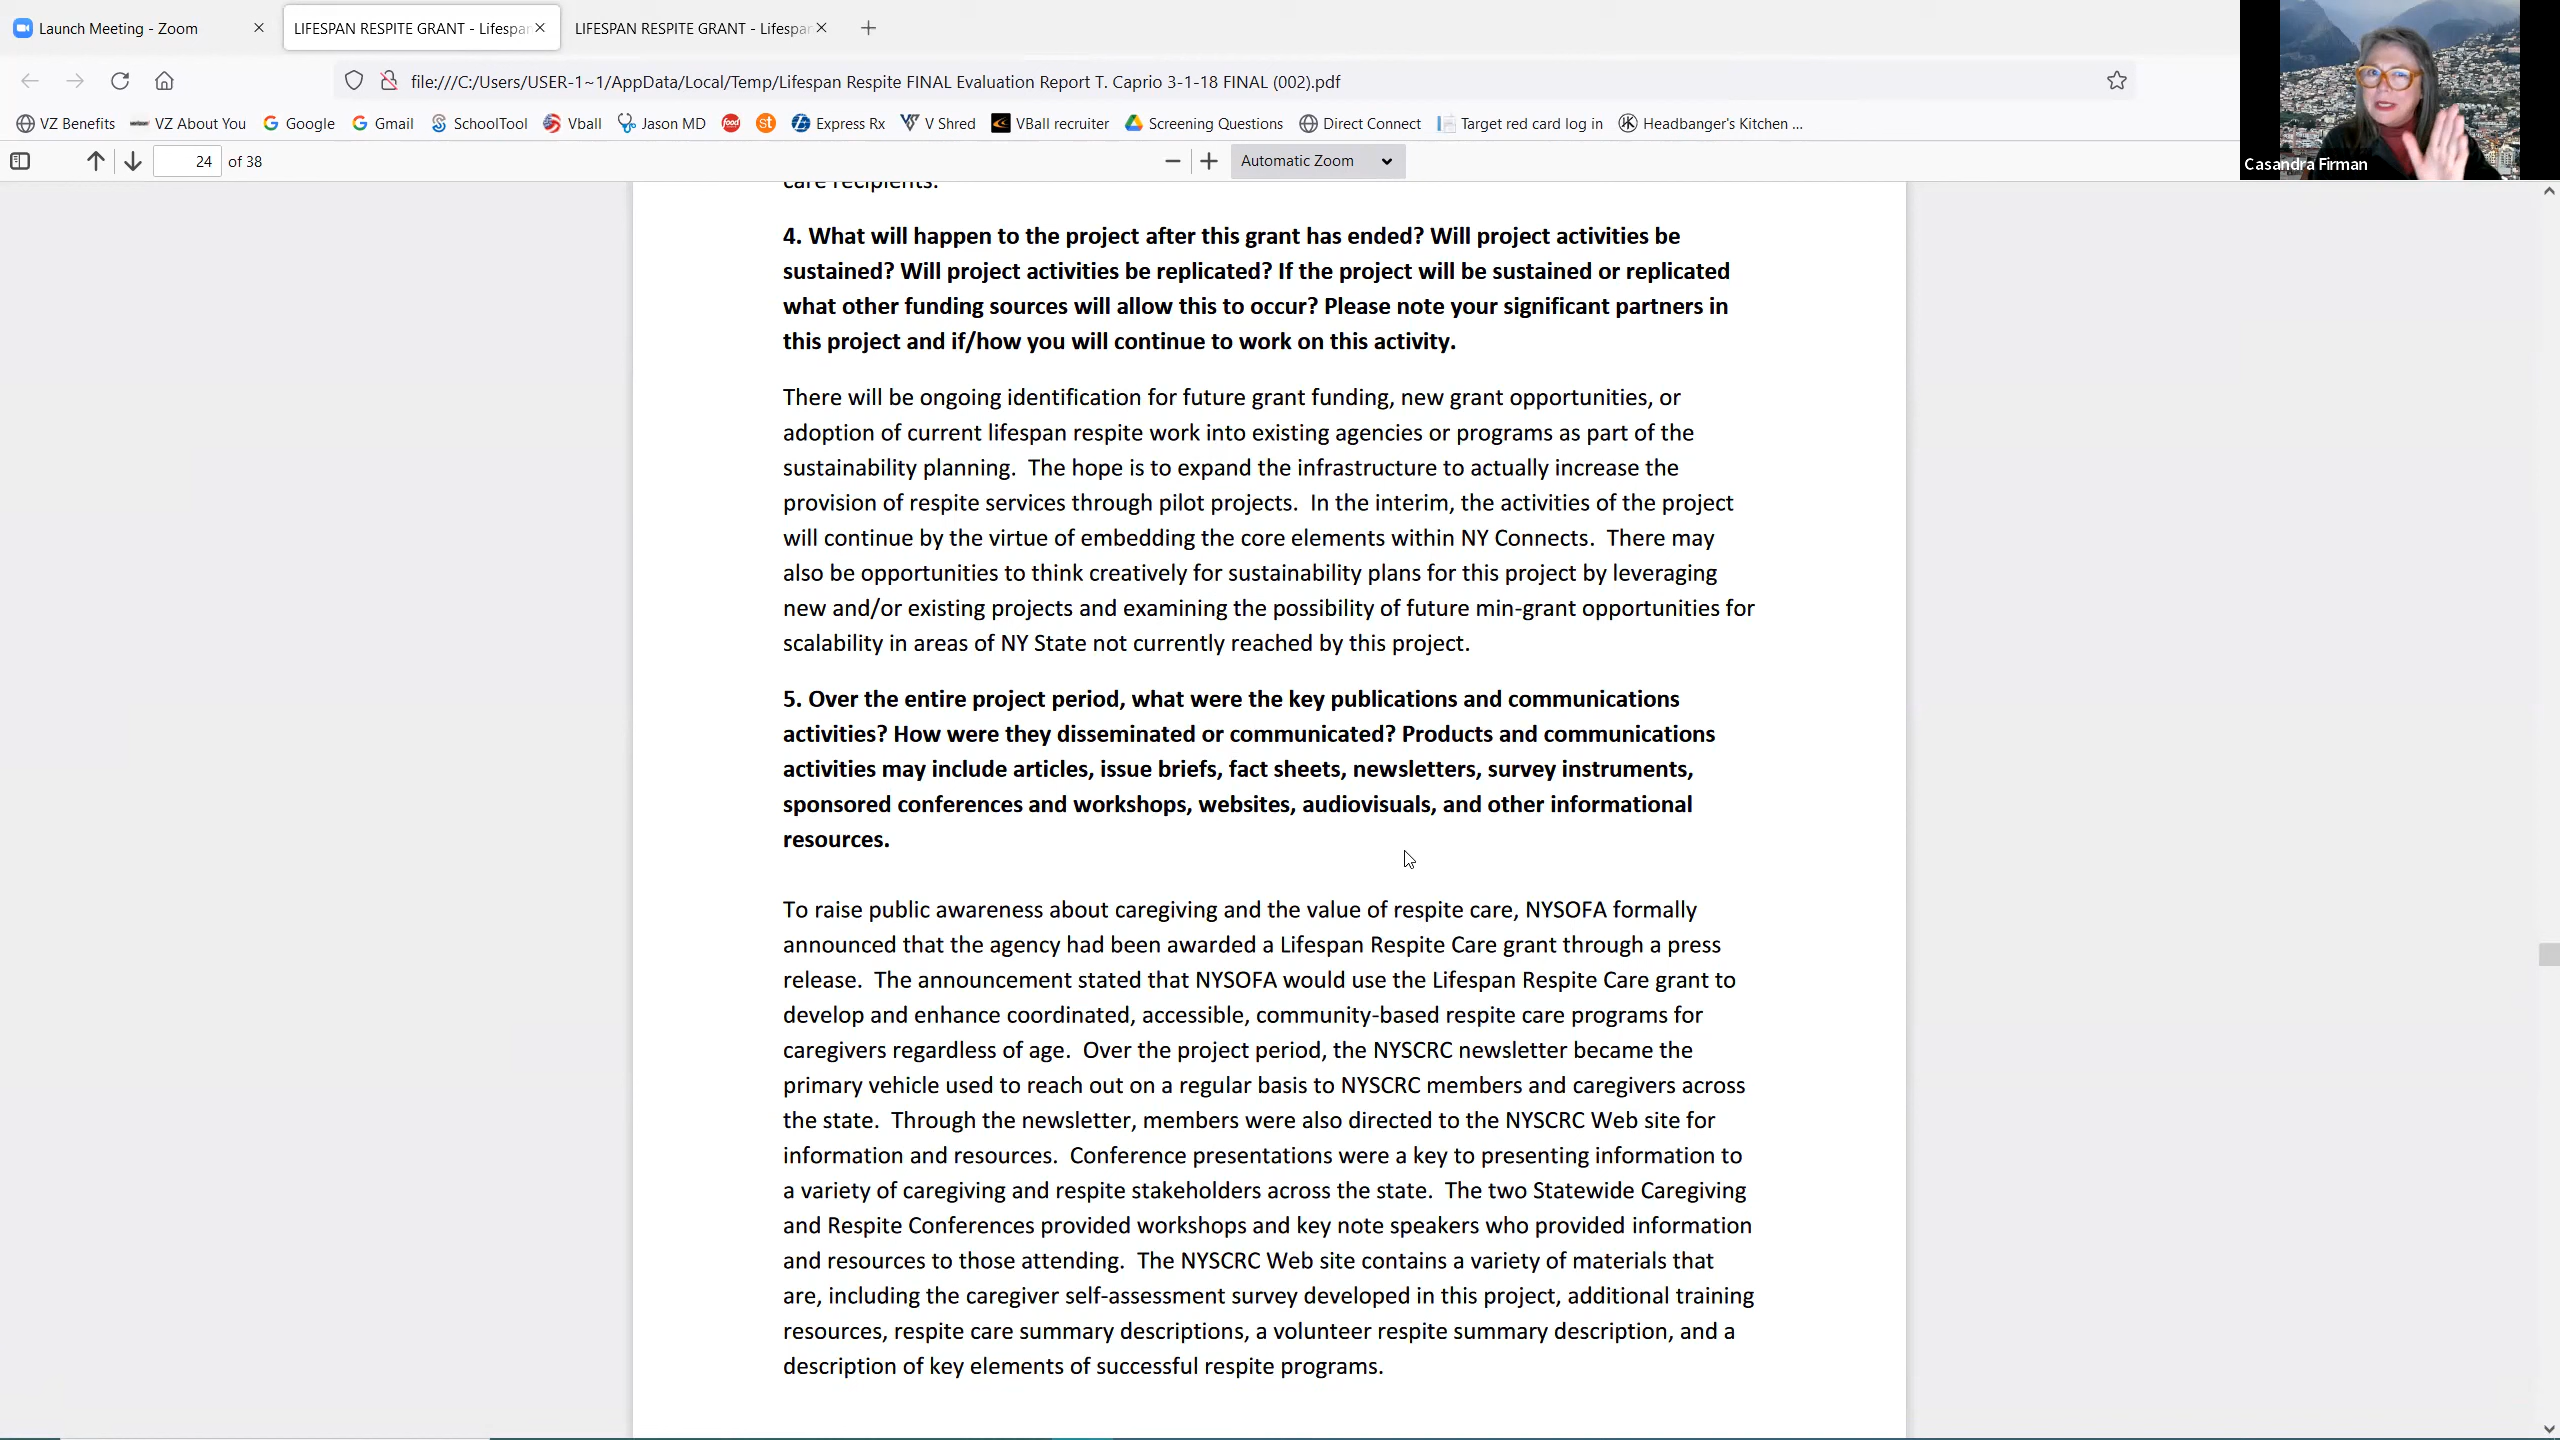 Launch Meeting - Zoom
LIFESPAN RESPITE GRANT - Lifespan
LIFESPAN RESPITE GRANT - Lifespan
file:///C:/Users/USER-1~1/AppData/Local/Temp/Lifespan Respite FINAL Evaluation Report T. Caprio 3-1-18 FINAL (002).pdf
VZ Benefits
VZ About You
Google
Gmail
SchoolTool
Vball
Jason MD
food
st
Express Rx
V Shred
VBall recruiter
Screening Questions
Direct Connect
Target red card log in
Headbanger's Kitchen ...
Casandra Firman
24 of 38
Automatic Zoom
care recipients.
4. What will happen to the project after this grant has ended? Will project activities be
sustained? Will project activities be replicated? If the project will be sustained or replicated
what other funding sources will allow this to occur? Please note your significant partners in
this project and if/how you will continue to work on this activity.
There will be ongoing identification for future grant funding, new grant opportunities, or
adoption of current lifespan respite work into existing agencies or programs as part of the
sustainability planning.  The hope is to expand the infrastructure to actually increase the
provision of respite services through pilot projects.  In the interim, the activities of the project
will continue by the virtue of embedding the core elements within NY Connects.  There may
also be opportunities to think creatively for sustainability plans for this project by leveraging
new and/or existing projects and examining the possibility of future min-grant opportunities for
scalability in areas of NY State not currently reached by this project.
5. Over the entire project period, what were the key publications and communications
activities? How were they disseminated or communicated? Products and communications
activities may include articles, issue briefs, fact sheets, newsletters, survey instruments,
sponsored conferences and workshops, websites, audiovisuals, and other informational
resources.
To raise public awareness about caregiving and the value of respite care, NYSOFA formally
announced that the agency had been awarded a Lifespan Respite Care grant through a press
release.  The announcement stated that NYSOFA would use the Lifespan Respite Care grant to
develop and enhance coordinated, accessible, community-based respite care programs for
caregivers regardless of age.  Over the project period, the NYSCRC newsletter became the
primary vehicle used to reach out on a regular basis to NYSCRC members and caregivers across
the state.  Through the newsletter, members were also directed to the NYSCRC Web site for
information and resources.  Conference presentations were a key to presenting information to
a variety of caregiving and respite stakeholders across the state.  The two Statewide Caregiving
and Respite Conferences provided workshops and key note speakers who provided information
and resources to those attending.  The NYSCRC Web site contains a variety of materials that
are, including the caregiver self-assessment survey developed in this project, additional training
resources, respite care summary descriptions, a volunteer respite summary description, and a
description of key elements of successful respite programs.